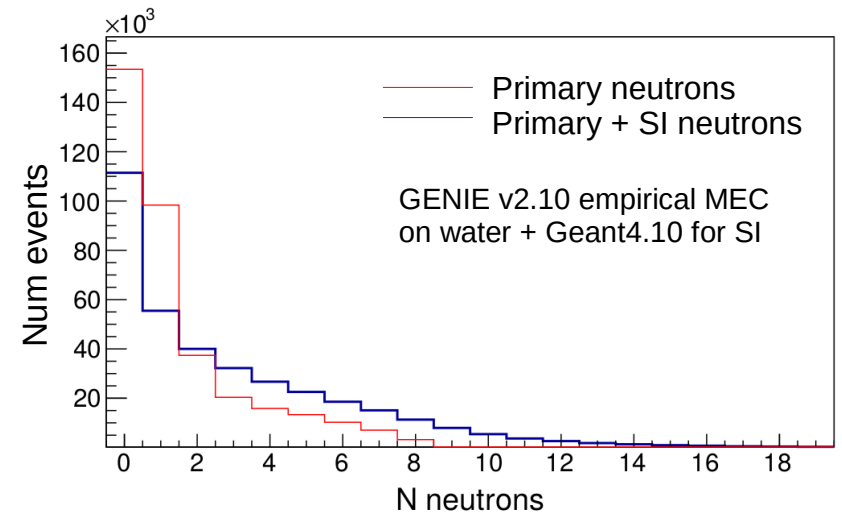 ×10³
160
140
120
100
80
60
40
20
Num events
Primary neutrons
Primary + SI neutrons
GENIE v2.10 empirical MEC
on water + Geant4.10 for SI
0 2 4 6 8 10 12 14 16 18
N neutrons